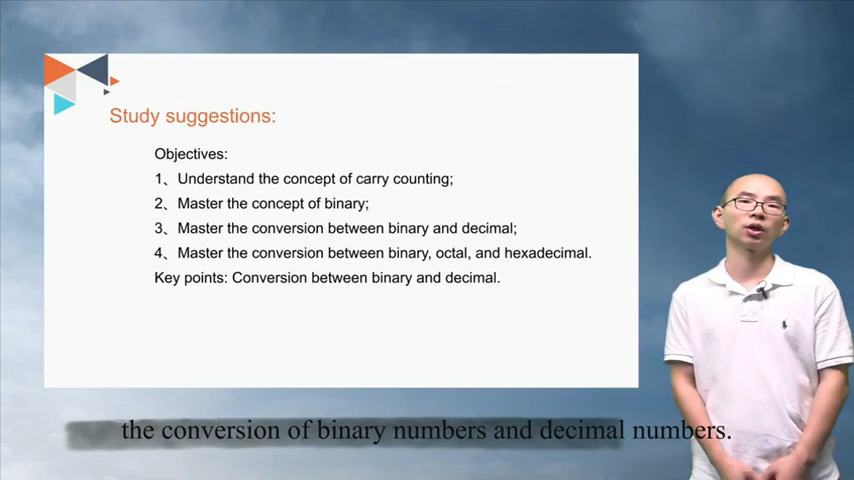 Study suggestions:
Objectives:
1、Understand the concept of carry counting;
2、Master the concept of binary;
3、Master the conversion between binary and decimal;
4、Master the conversion between binary, octal, and hexadecimal.
Key points: Conversion between binary and decimal.
the conversion of binary numbers and decimal numbers.